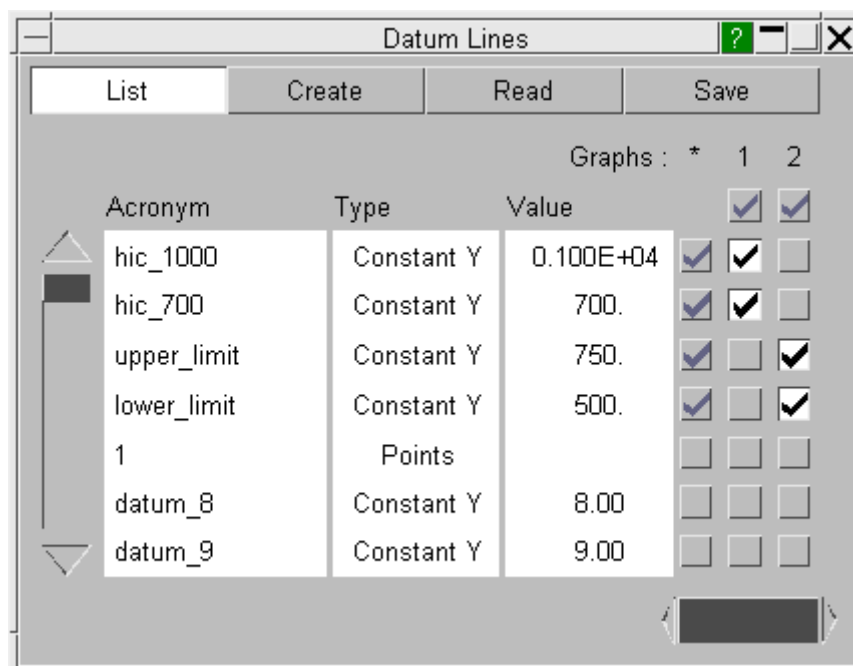 Datum Lines ?
List Create Read Save
Graphs : * 1 2
Acronym Type Value
hic_1000 Constant Y 0.100E+04
hic_700 Constant Y 700.
upper_limit Constant Y 750.
lower_limit Constant Y 500.
1 Points
datum_8 Constant Y 8.00
datum_9 Constant Y 9.00